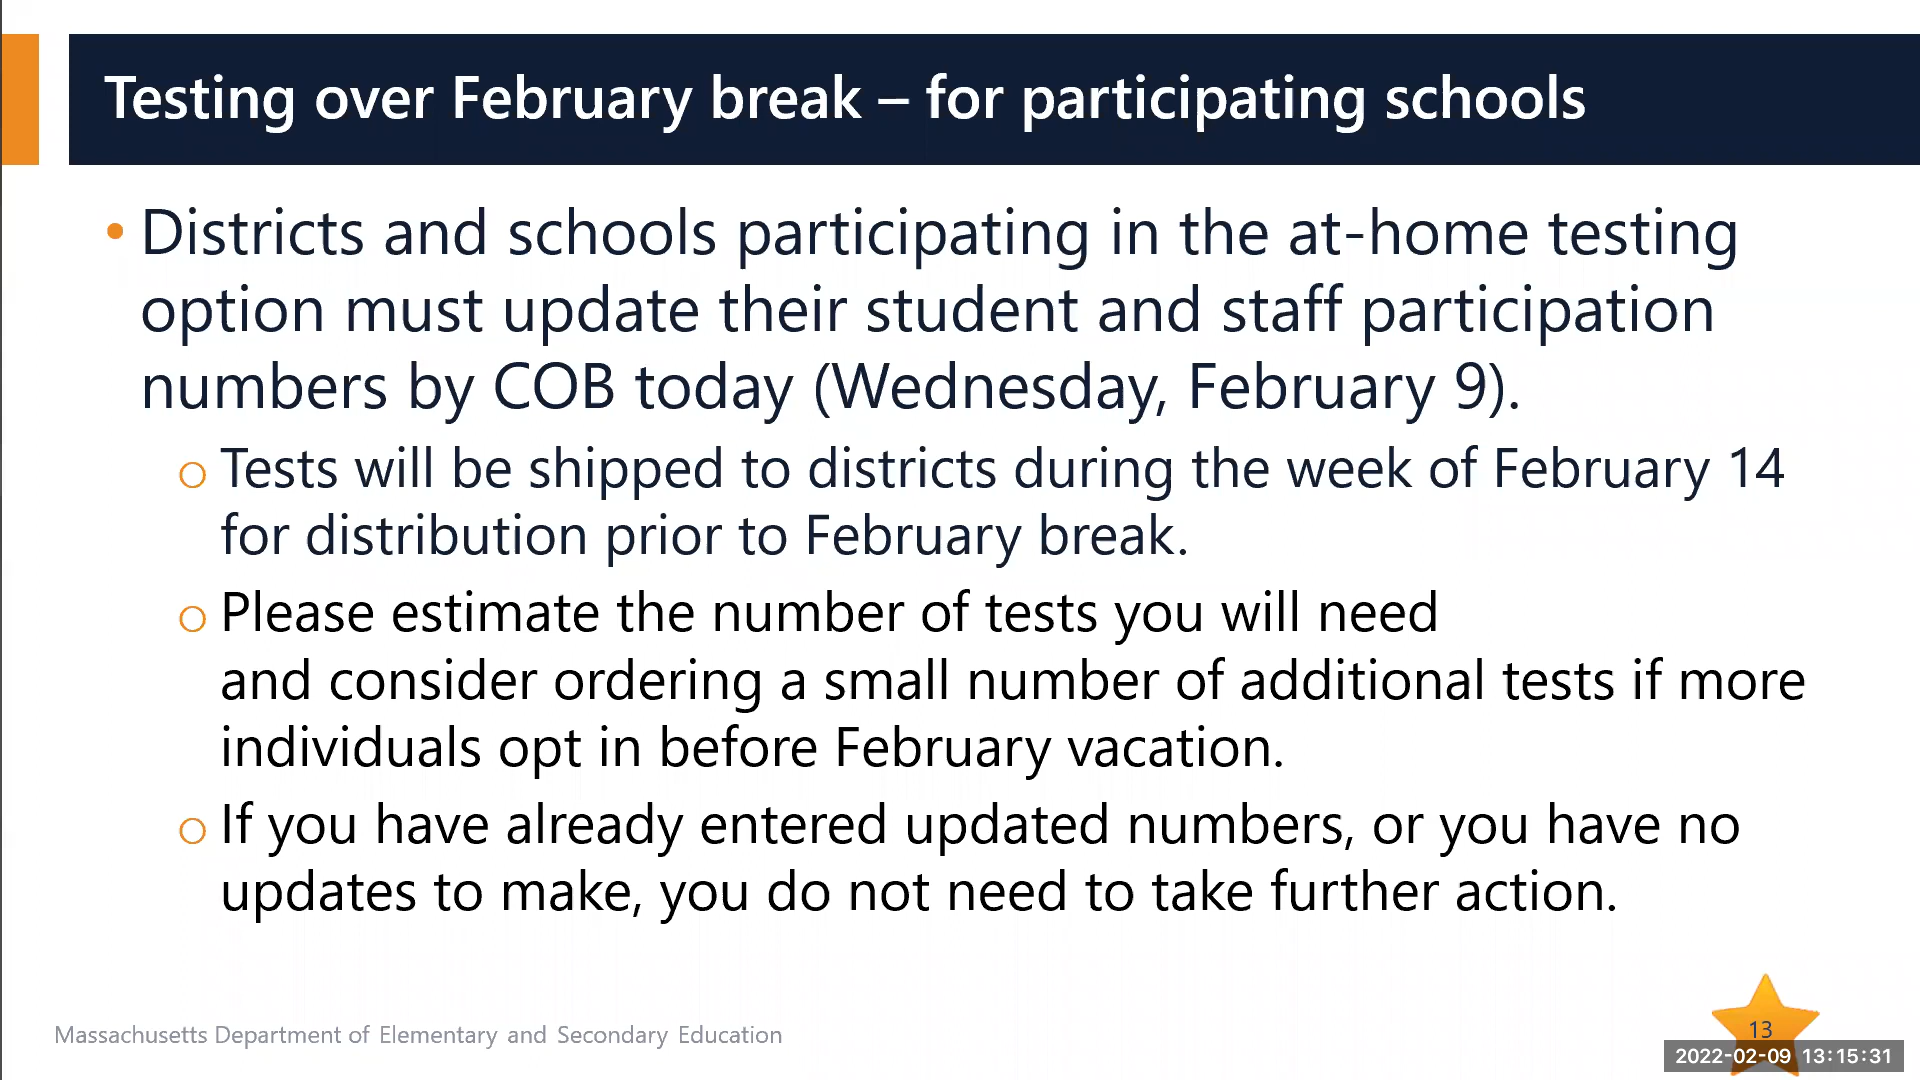 Testing over February break – for participating schools
• Districts and schools participating in the at-home testing
option must update their student and staff participation
numbers by COB today (Wednesday, February 9).
o Tests will be shipped to districts during the week of February 14
for distribution prior to February break.
o Please estimate the number of tests you will need
and consider ordering a small number of additional tests if more
individuals opt in before February vacation.
o If you have already entered updated numbers, or you have no
updates to make, you do not need to take further action.
Massachusetts Department of Elementary and Secondary Education
13
2022-02-09 13:15:31